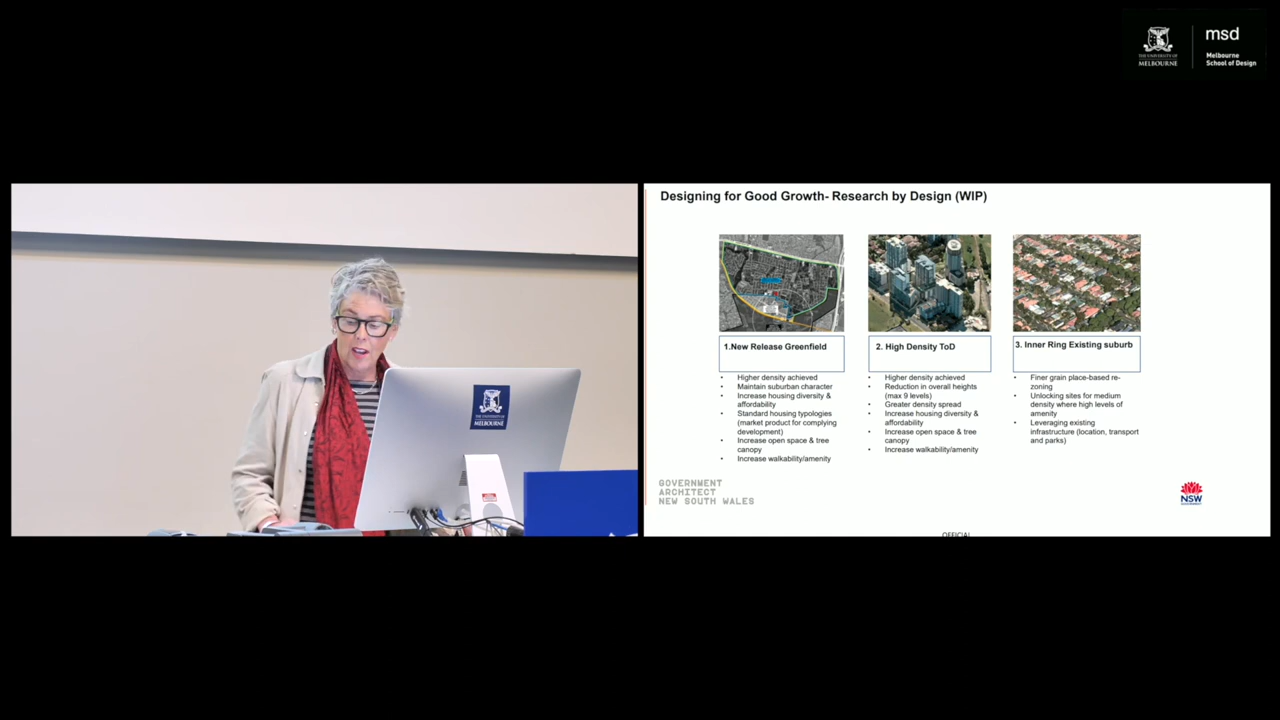 msd
THE UNIVERSITY OF
MELBOURNE
Melbourne
School of Design
Designing for Good Growth- Research by Design (WIP)
1.New Release Greenfield
• Higher density achieved
• Maintain suburban character
• Increase housing diversity &
affordability
• Standard housing typologies
(market product for complying
development)
• Increase open space & tree
canopy
• Increase walkability/amenity
2. High Density ToD
• Higher density achieved
• Reduction in overall heights
(max 9 levels)
• Greater density spread
• Increase housing diversity &
affordability
• Increase open space & tree
canopy
• Increase walkability/amenity
3. Inner Ring Existing suburb
• Finer grain place-based re-
zoning
• Unlocking sites for medium
density where high levels of
amenity
• Leveraging existing
infrastructure (location, transport
and parks)
GOVERNMENT
ARCHITECT
NEW SOUTH WALES
NSW
GOVERNMENT
OFFICIAL
THE UNIVERSITY OF
MELBOURNE